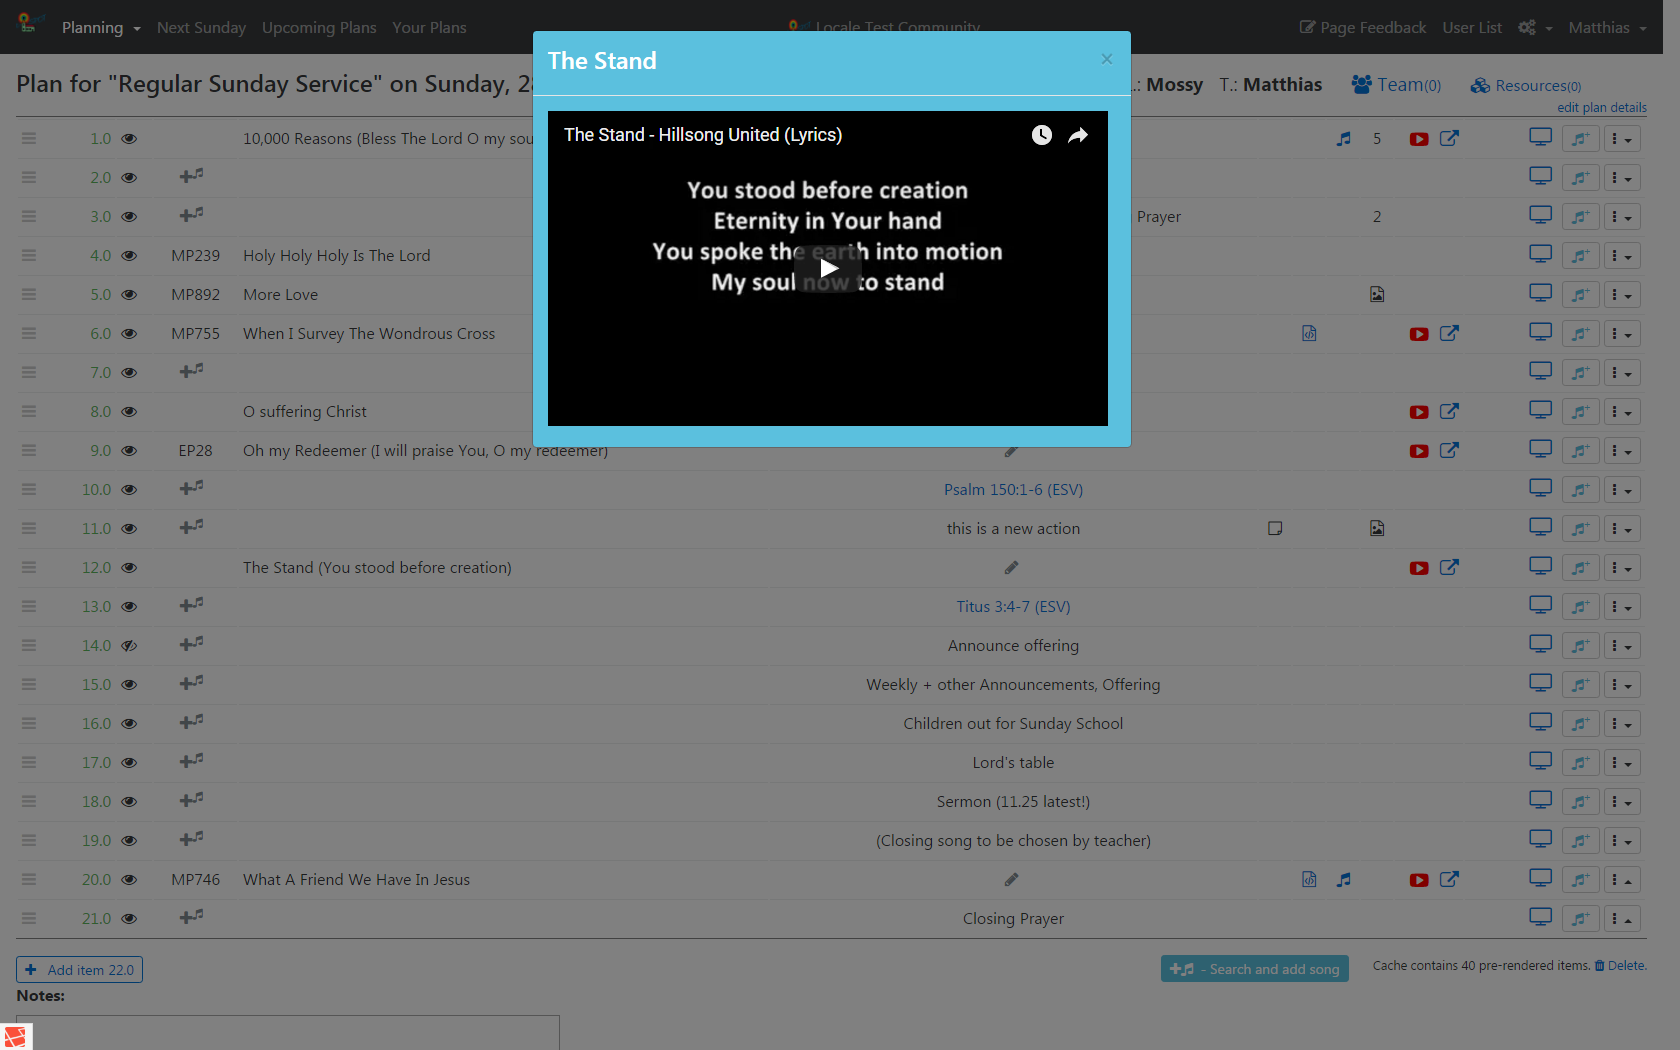 Planning Next Sunday Upcoming Plans Your Plans Locale Test Community Page Feedback User List Matthias
The Stand ×
Plan for "Regular Sunday Service" on Sunday, 28 .: Mossy T.: Matthias Team(0) Resources(0)
edit plan details
The Stand - Hillsong United (Lyrics)
You stood before creation
Eternity in Your hand
You spoke the earth into motion
My soul now to stand
1.0 10,000 Reasons (Bless The Lord O my sou 5
2.0
3.0 Prayer 2
4.0 MP239 Holy Holy Holy Is The Lord
5.0 MP892 More Love
6.0 MP755 When I Survey The Wondrous Cross
7.0
8.0 O suffering Christ
9.0 EP28 Oh my Redeemer (I will praise You, O my redeemer)
10.0 Psalm 150:1-6 (ESV)
11.0 this is a new action
12.0 The Stand (You stood before creation)
13.0 Titus 3:4-7 (ESV)
14.0 Announce offering
15.0 Weekly + other Announcements, Offering
16.0 Children out for Sunday School
17.0 Lord's table
18.0 Sermon (11.25 latest!)
19.0 (Closing song to be chosen by teacher)
20.0 MP746 What A Friend We Have In Jesus
21.0 Closing Prayer
Add item 22.0 - Search and add song Cache contains 40 pre-rendered items. Delete.
Notes: